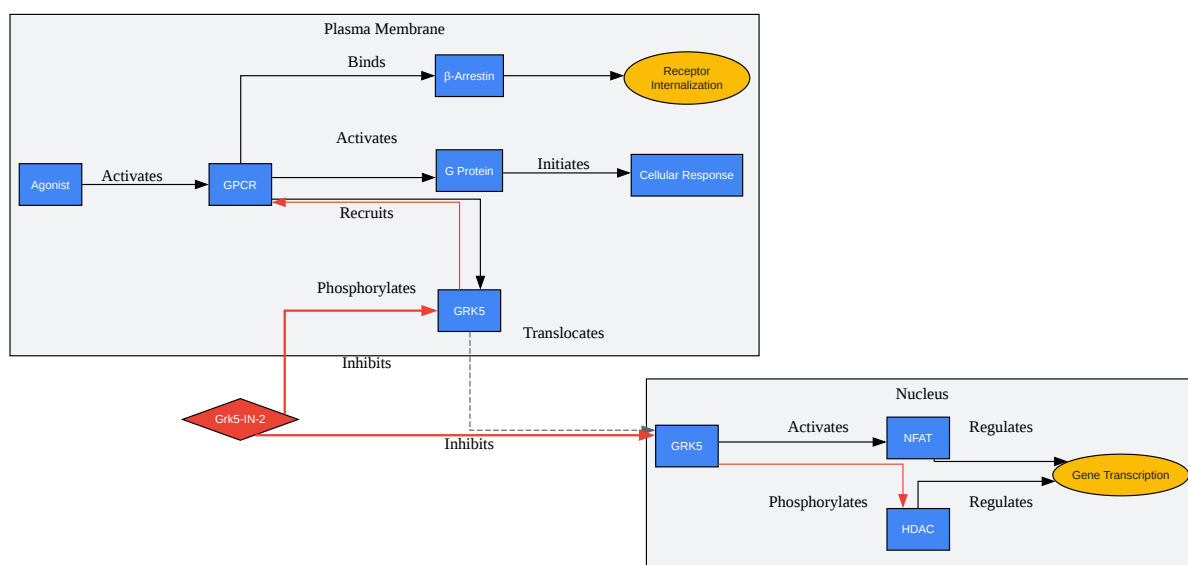 Plasma Membrane
Binds
β-Arrestin
Receptor
Internalization
Activates
G Protein
Initiates
Cellular Response
Agonist
Activates
GPCR
Recruits
Phosphorylates
GRK5
Translocates
Inhibits
Grk5-IN-2
Inhibits
Nucleus
GRK5
Activates
NFAT
Regulates
Gene Transcription
Phosphorylates
HDAC
Regulates